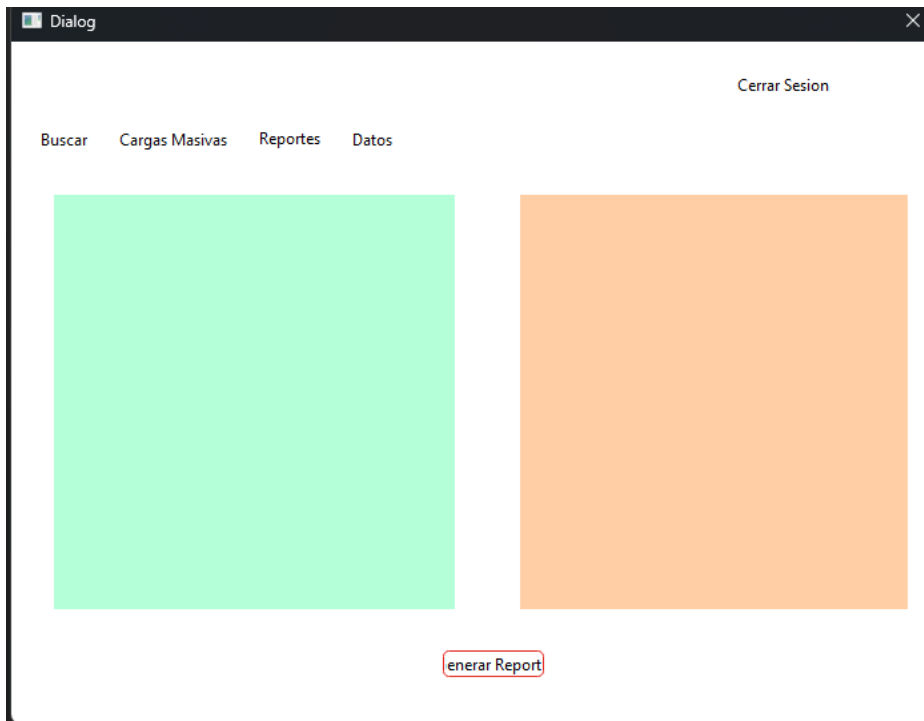 Dialog
Cerrar Sesion
Buscar Cargas Masivas Reportes Datos
enerar Report